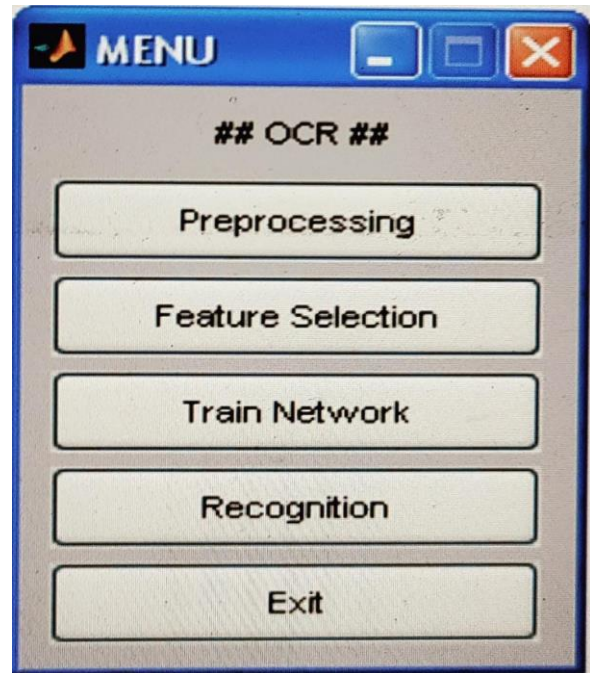 MENU
## OCR ##
Preprocessing
Feature Selection
Train Network
Recognition
Exit